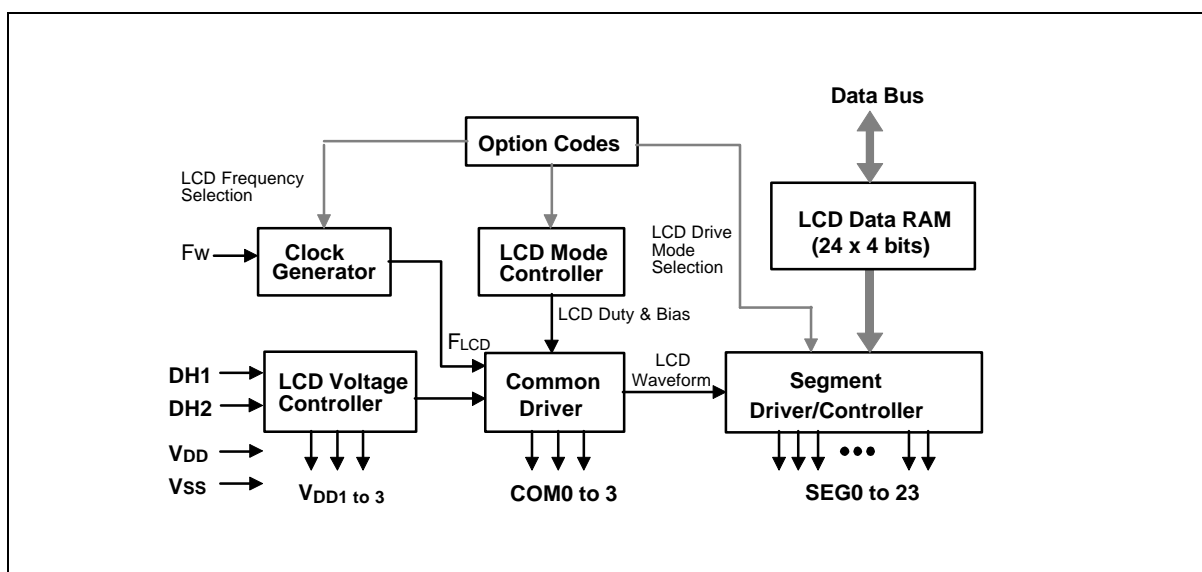 Data Bus
Option Codes
LCD Frequency
Selection
LCD Data RAM
(24 x 4 bits)
LCD Drive
Mode
Selection
FW
Clock
Generator
LCD Mode
Controller
LCD Duty & Bias
FLCD
LCD
Waveform
DH1
DH2
LCD Voltage
Controller
Common
Driver
Segment
Driver/Controller
VDD
VSS
VDD1 to 3
COM0 to 3
SEG0 to 23